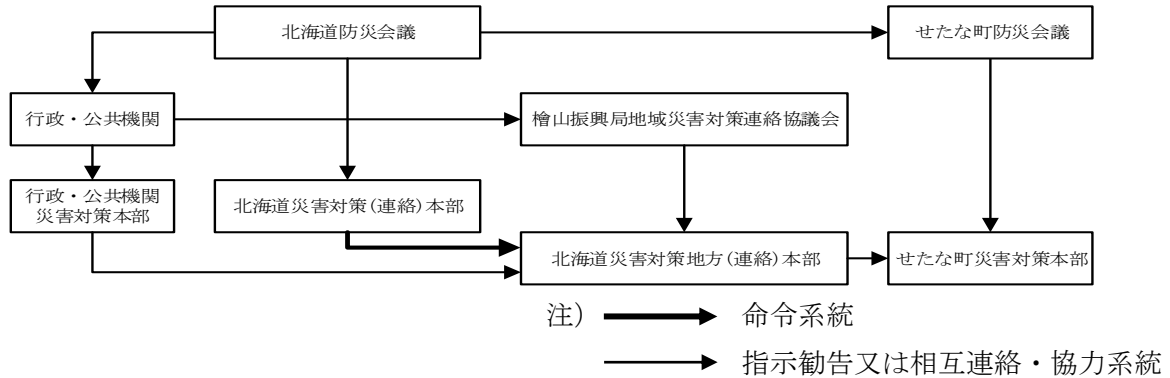 北海道防災会議
せたな町防災会議
行政・公共機関
檜山振興局地域災害対策連絡協議会
行政・公共機関
災害対策本部
北海道災害対策(連絡)本部
北海道災害対策地方(連絡)本部
せたな町災害対策本部
注) 命令系統
指示勧告又は相互連絡・協力系統